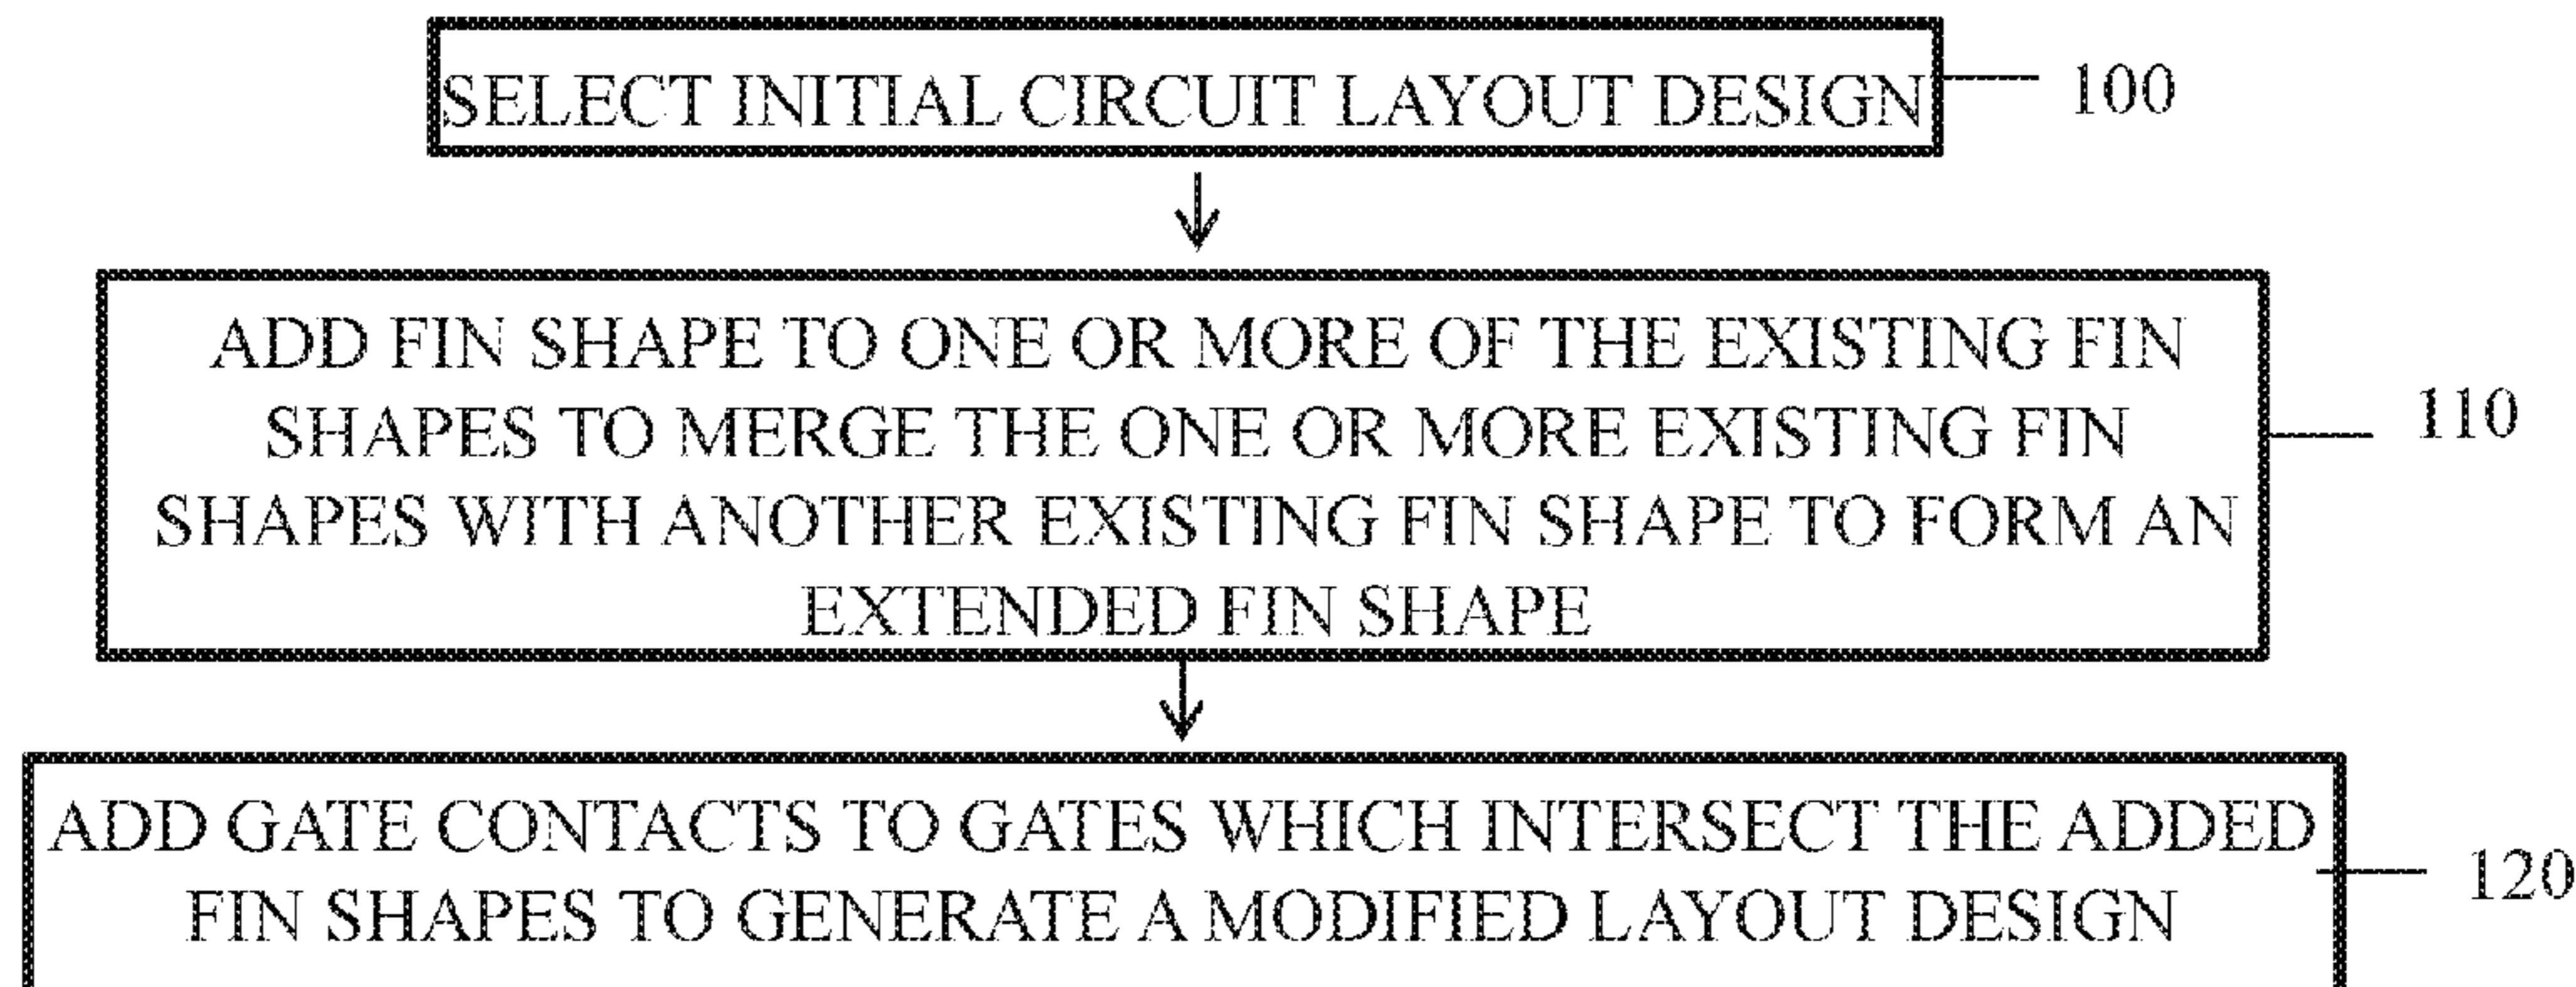 SELECT INITIAL CIRCUIT LAYOUT DESIGN
100
ADD FIN SHAPE TO ONE OR MORE OF THE EXISTING FIN
SHAPES TO MERGE THE ONE OR MORE EXISTING FIN
SHAPES WITH ANOTHER EXISTING FIN SHAPE TO FORM AN
EXTENDED FIN SHAPE
110
ADD GATE CONTACTS TO GATES WHICH INTERSECT THE ADDED
FIN SHAPES TO GENERATE A MODIFIED LAYOUT DESIGN
120